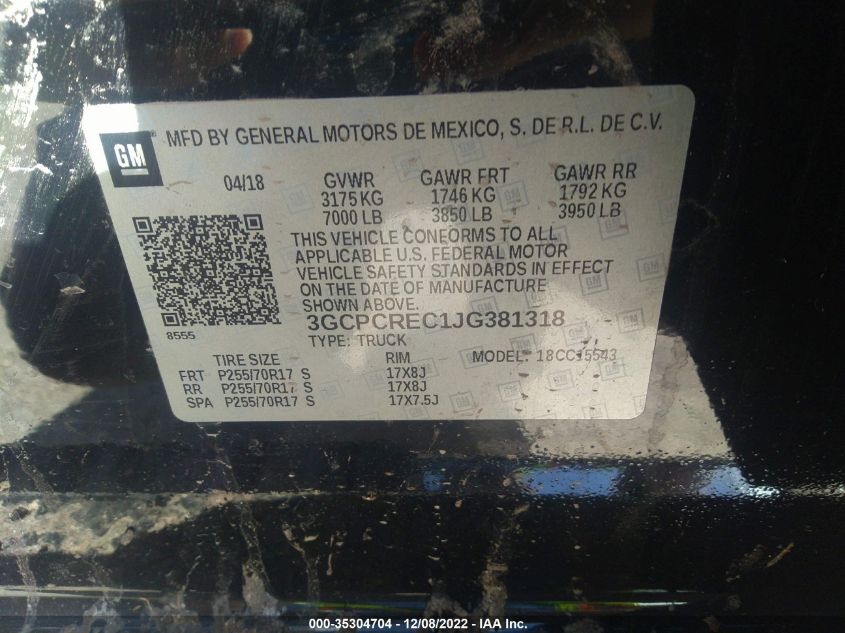 GM
MFD BY GENERAL MOTORS DE MEXICO, S. DE R.L. DE C.V.
04/18 GVWR GAWR FRT GAWR RR
3175 KG 1746 KG 1792 KG
7000 LB 3850 LB 3950 LB
THIS VEHICLE CONFORMS TO ALL
APPLICABLE U.S. FEDERAL MOTOR
VEHICLE SAFETY STANDARDS IN EFFECT
ON THE DATE OF MANUFACTURE
SHOWN ABOVE.
8555
3GCPCREC1JG381318
TYPE: TRUCK
TIRE SIZE RIM MODEL: 18CC15543
FRT P255/70R17 S 17X8J
RR P255/70R17 S 17X8J
SPA P255/70R17 S 17X7.5J
000-35304704 - 12/08/2022 - IAA Inc.